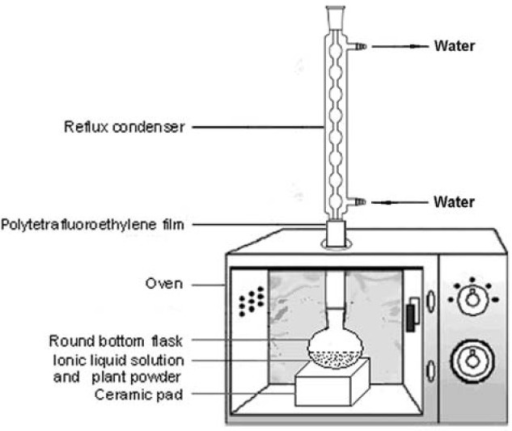 Water
Reflux condenser
Water
Polytetrafluoroethylene film
Oven
Round bottom flask
Ionic liquid solution
and plant powder
Ceramic pad